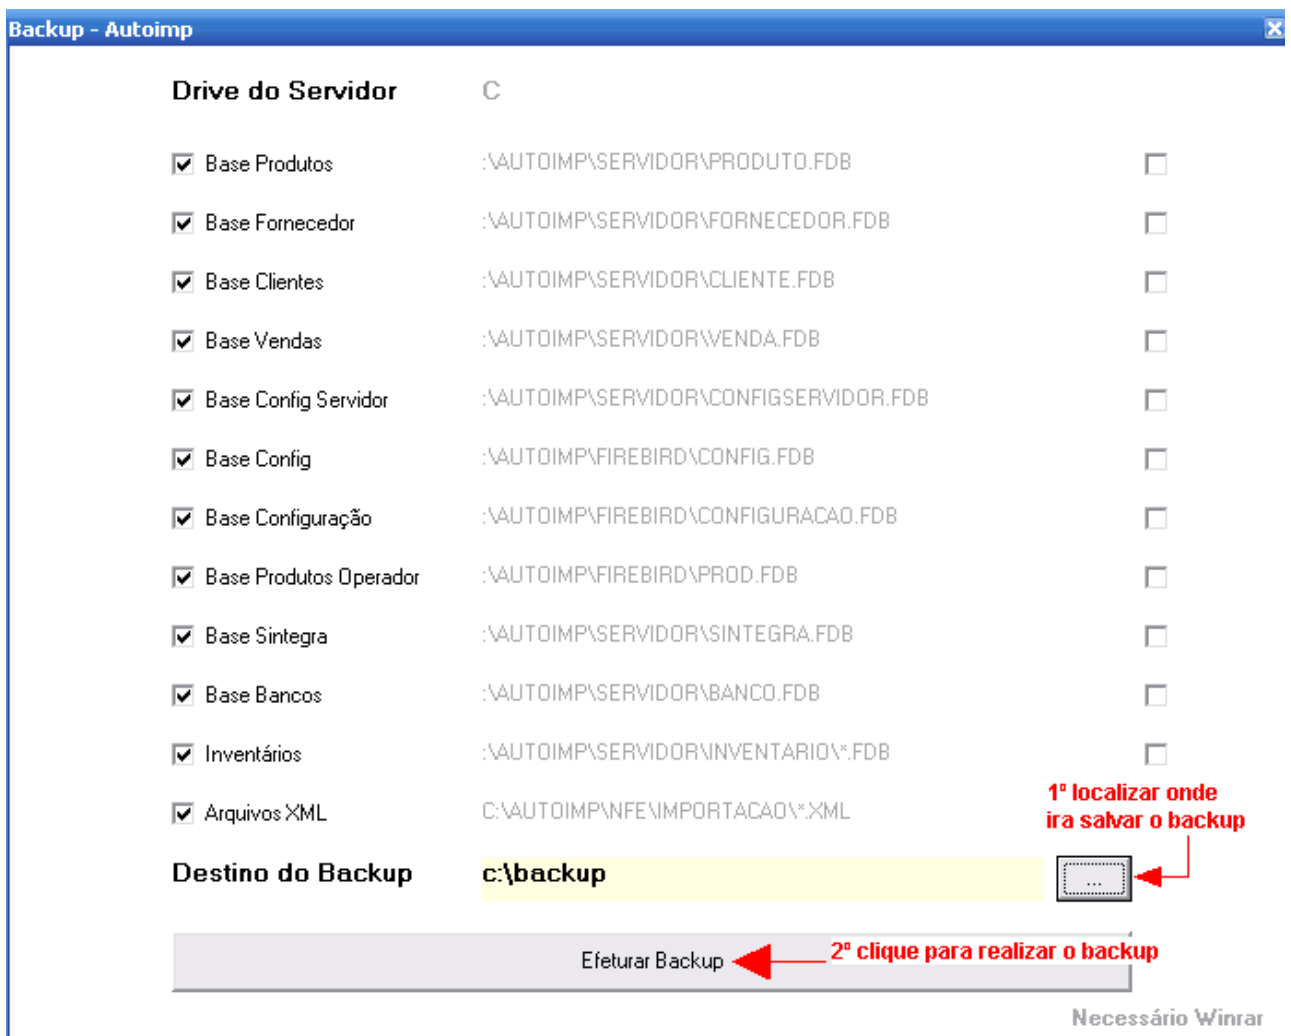 Backup - Autoimp
Drive do Servidor C
Base Produtos :\AUTOIMP\SERVIDOR\PRODUTO.FDB
Base Fornecedor :\AUTOIMP\SERVIDOR\FORNECEDOR.FDB
Base Clientes :\AUTOIMP\SERVIDOR\CLIENTE.FDB
Base Vendas :\AUTOIMP\SERVIDOR\VENDA.FDB
Base Config Servidor :\AUTOIMP\SERVIDOR\CONFIGSERVIDOR.FDB
Base Config :\AUTOIMP\FIREBIRD\CONFIG.FDB
Base Configuração :\AUTOIMP\FIREBIRD\CONFIGURACAO.FDB
Base Produtos Operador :\AUTOIMP\FIREBIRD\PROD.FDB
Base Sintegra :\AUTOIMP\SERVIDOR\SINTEGRA.FDB
Base Bancos :\AUTOIMP\SERVIDOR\BANCO.FDB
Inventários :\AUTOIMP\SERVIDOR\INVENTARIO\*.FDB
Arquivos XML C:\AUTOIMP\NFE\IMPORTACAO\*.XML
1º localizar onde
ira salvar o backup
Destino do Backup c:\backup ...
Efeturar Backup 2º clique para realizar o backup
Necessário Winrar